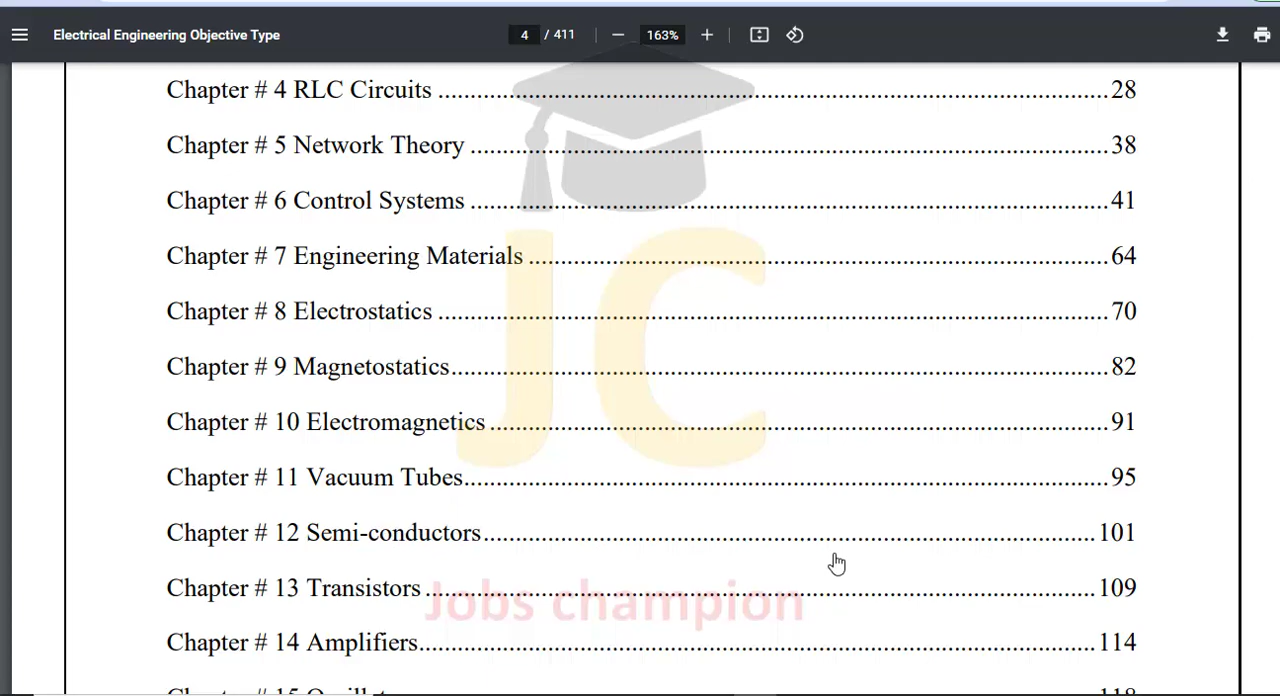 Electrical Engineering Objective Type 4 / 411 163%
Chapter # 4 RLC Circuits ........................................................................................................28
Chapter # 5 Network Theory ...................................................................................................38
Chapter # 6 Control Systems ...................................................................................................41
Chapter # 7 Engineering Materials ..........................................................................................64
Chapter # 8 Electrostatics ........................................................................................................70
Chapter # 9 Magnetostatics......................................................................................................82
Chapter # 10 Electromagnetics ................................................................................................91
Chapter # 11 Vacuum Tubes....................................................................................................95
Chapter # 12 Semi-conductors...............................................................................................101
Chapter # 13 Transistors ........................................................................................................109
Chapter # 14 Amplifiers.........................................................................................................114
JC
Jobs champion